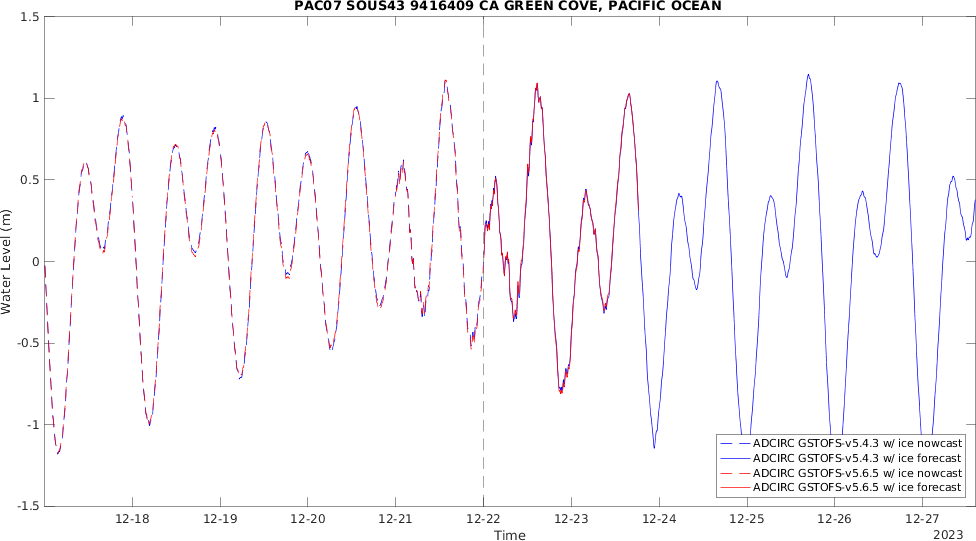 PAC07 SOUS43 9416409 CA GREEN COVE, PACIFIC OCEAN
1.5
1
0.5
0
-0.5
-1
-1.5
Water Level (m)
ADCIRC GSTOFS-v5.4.3 w/ ice nowcast
ADCIRC GSTOFS-v5.4.3 w/ ice forecast
ADCIRC GSTOFS-v5.6.5 w/ ice nowcast
ADCIRC GSTOFS-v5.6.5 w/ ice forecast
12-18 12-19 12-20 12-21 12-22 12-23 12-24 12-25 12-26 12-27
Time
2023